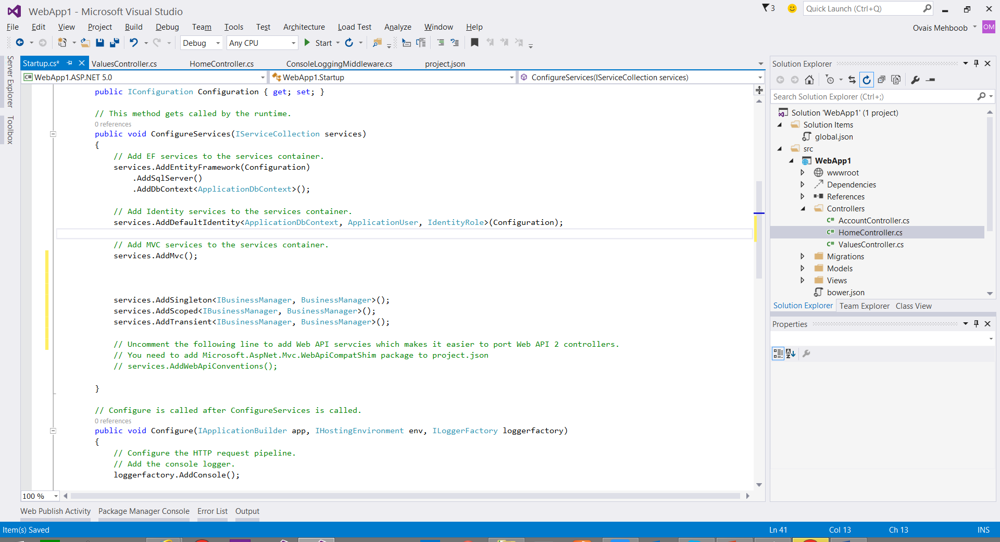 WebApp1 - Microsoft Visual Studio
3
Quick Launch (Ctrl+Q)
File Edit View Project Build Debug Team Tools Test Architecture Load Test Analyze Window Help
Ovais Mehboob OM
Debug Any CPU Start
Server Explorer
Toolbox
Startup.cs* ValuesController.cs HomeController.cs ConsoleLoggingMiddleware.cs project.json
WebApp1.ASP.NET 5.0 WebApp1.Startup ConfigureServices(IServiceCollection services)
public IConfiguration Configuration { get; set; }
// This method gets called by the runtime.
0 references
public void ConfigureServices(IServiceCollection services)
{
// Add EF services to the services container.
services.AddEntityFramework(Configuration)
.AddSqlServer()
.AddDbContext<ApplicationDbContext>();
// Add Identity services to the services container.
services.AddDefaultIdentity<ApplicationDbContext, ApplicationUser, IdentityRole>(Configuration);
// Add MVC services to the services container.
services.AddMvc();
services.AddSingleton<IBusinessManager, BusinessManager>();
services.AddScoped<IBusinessManager, BusinessManager>();
services.AddTransient<IBusinessManager, BusinessManager>();
// Uncomment the following line to add Web API servcies which makes it easier to port Web API 2 controllers.
// You need to add Microsoft.AspNet.Mvc.WebApiCompatShim package to project.json
// services.AddWebApiConventions();
}
// Configure is called after ConfigureServices is called.
0 references
public void Configure(IApplicationBuilder app, IHostingEnvironment env, ILoggerFactory loggerfactory)
{
// Configure the HTTP request pipeline.
// Add the console logger.
loggerfactory.AddConsole();
100 %
Solution Explorer
Search Solution Explorer (Ctrl+;)
Solution 'WebApp1' (1 project)
Solution Items
global.json
src
WebApp1
wwwroot
Dependencies
References
Controllers
C# AccountController.cs
C# HomeController.cs
C# ValuesController.cs
Migrations
Models
Views
bower.json
Solution Explorer Team Explorer Class View
Properties
Web Publish Activity Package Manager Console Error List Output
Item(s) Saved Ln 41 Col 13 Ch 13 INS